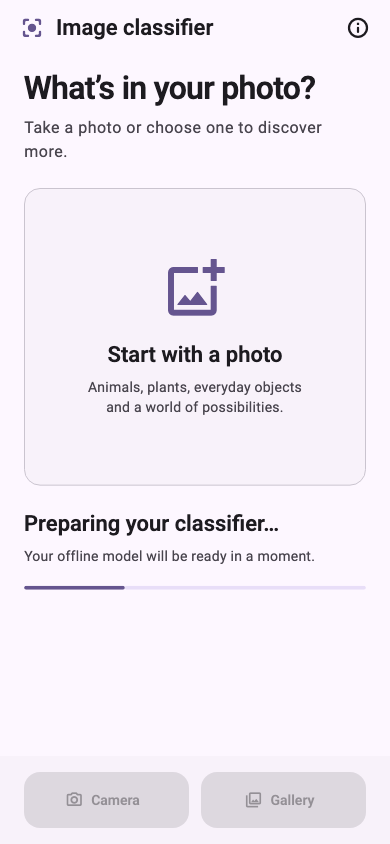 Image classifier
What’s in your photo?
Take a photo or choose one to discover
more.
Start with a photo
Animals, plants, everyday objects
and a world of possibilities.
Preparing your classifier…
Your offline model will be ready in a moment.
Camera
Gallery